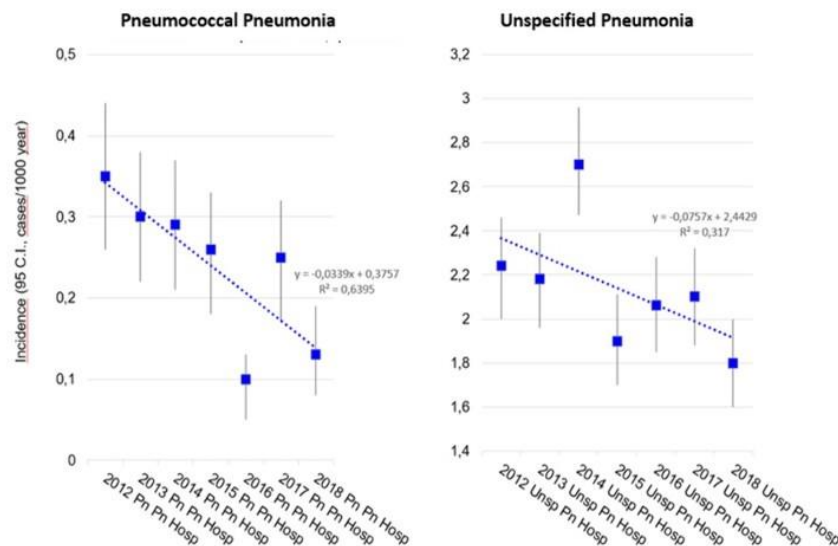 Pneumococcal Pneumonia
0,5
0,4
0,3
0,2
0,1
0
Incidence (95 C.I., cases/1000 year)
y = -0,0339x + 0,3757
R² = 0,6395
2012 Pn Pn Hosp
2013 Pn Pn Hosp
2014 Pn Pn Hosp
2015 Pn Pn Hosp
2016 Pn Pn Hosp
2017 Pn Pn Hosp
2018 Pn Pn Hosp
Unspecified Pneumonia
3,2
3
2,8
2,6
2,4
2,2
2
1,8
1,6
1,4
y = -0,0757x + 2,4429
R² = 0,317
2012 Unsp Pn Hosp
2013 Unsp Pn Hosp
2014 Unsp Pn Hosp
2015 Unsp Pn Hosp
2016 Unsp Pn Hosp
2017 Unsp Pn Hosp
2018 Unsp Pn Hosp